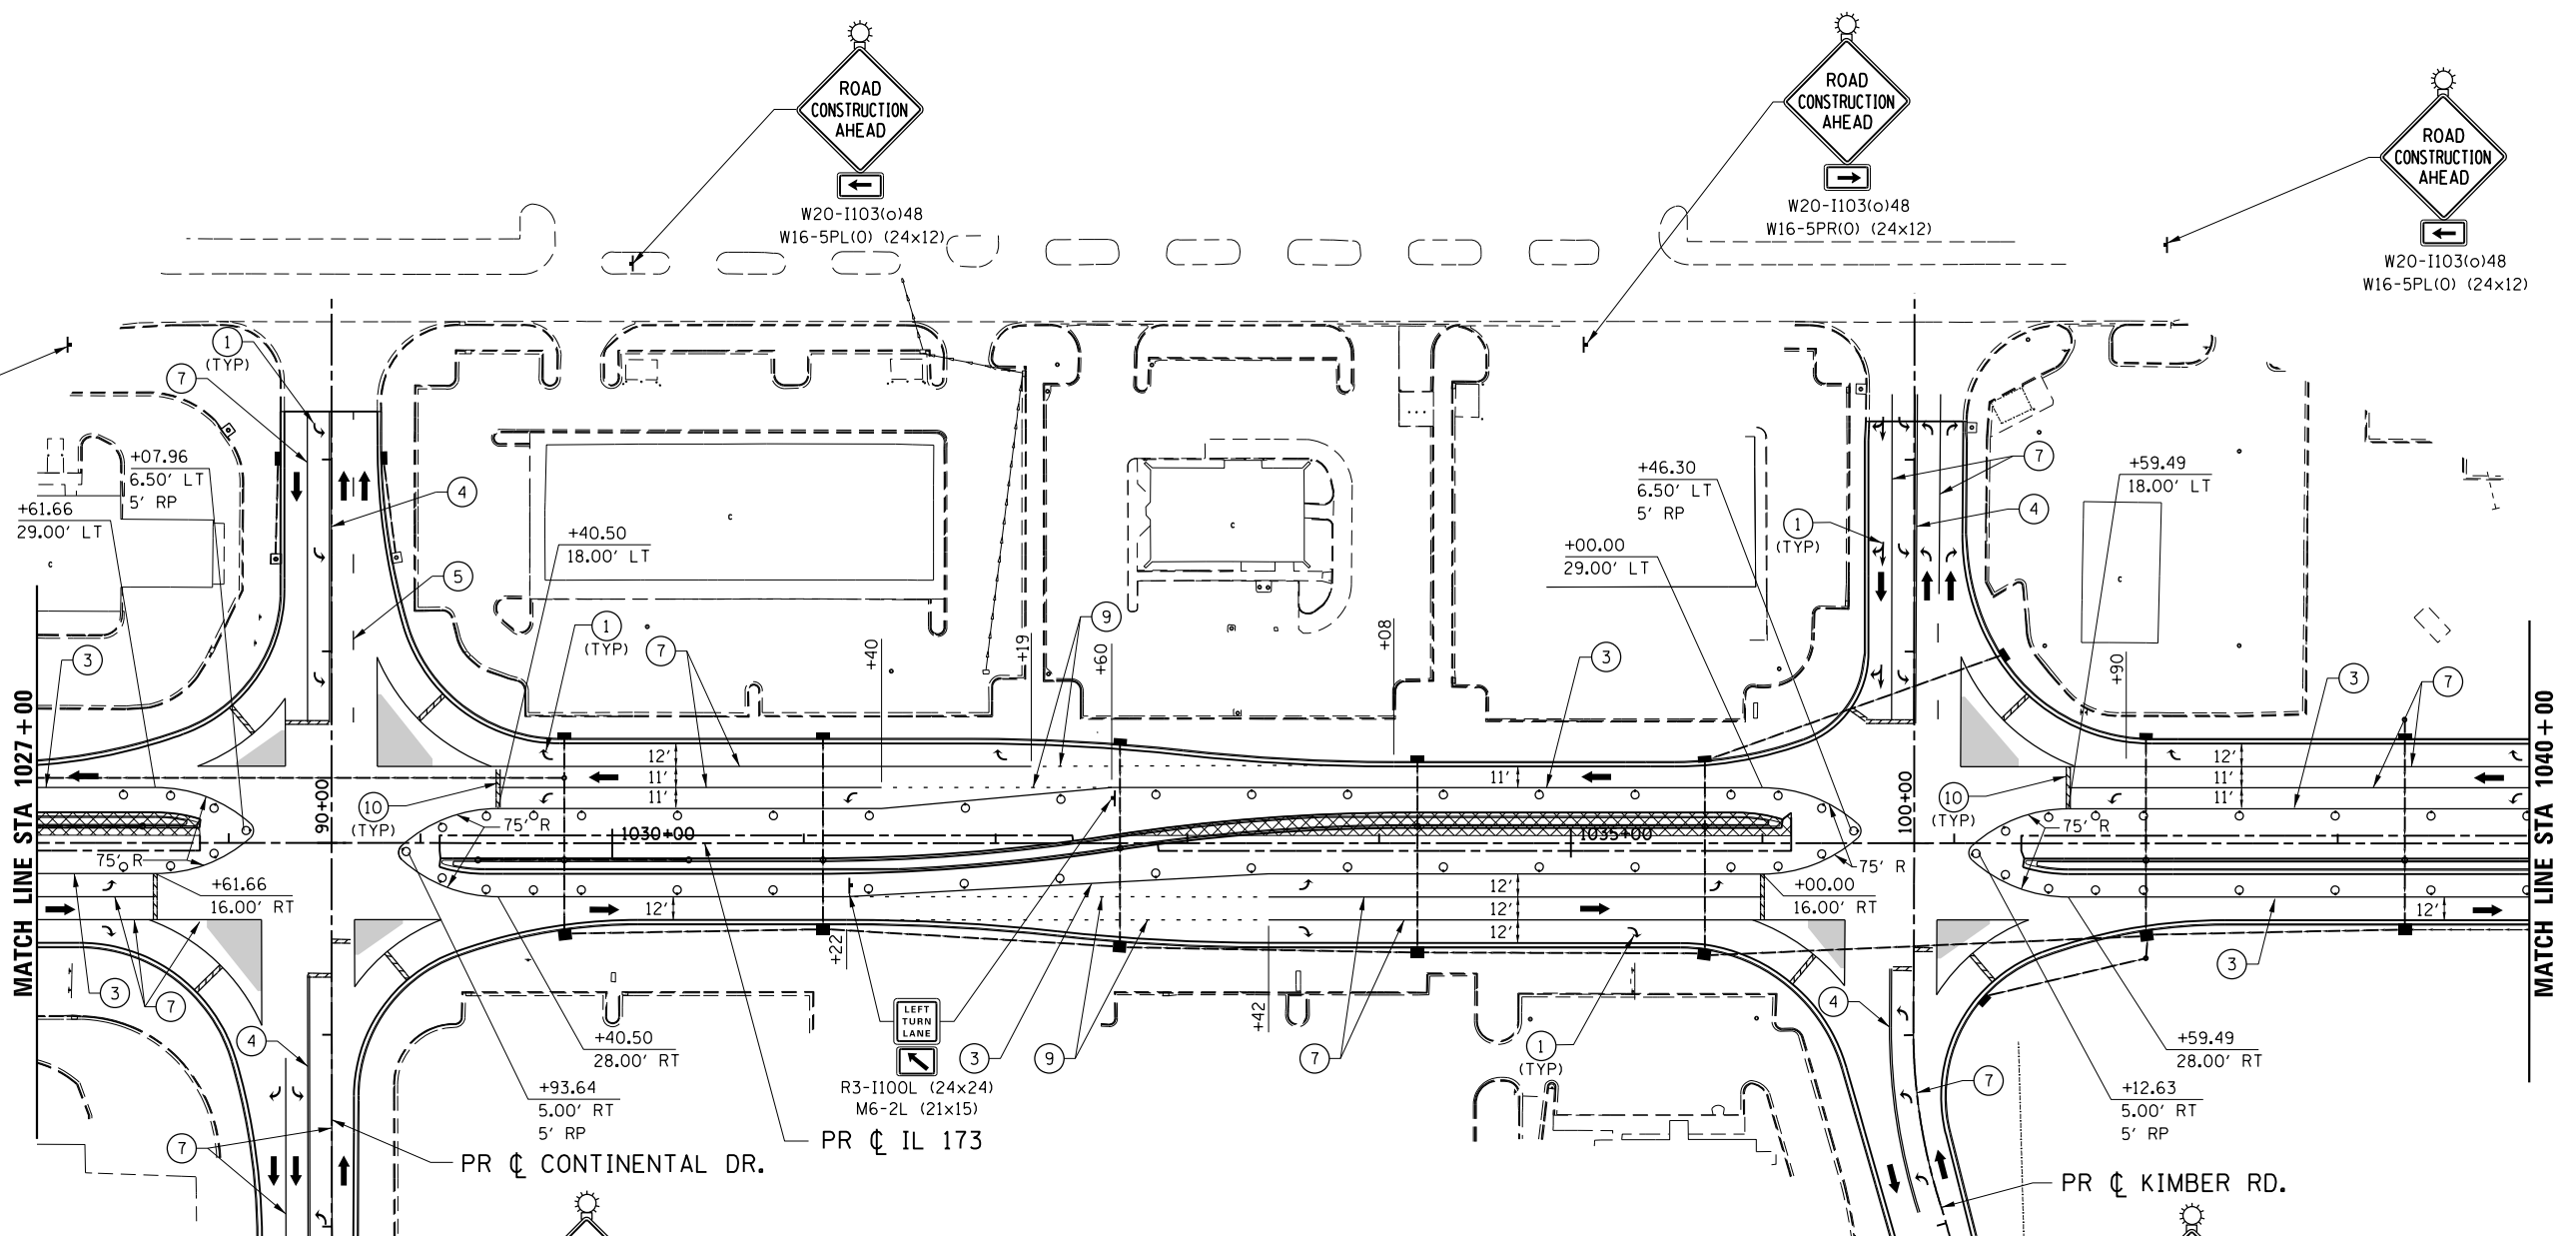 ROAD
CONSTRUCTION
AHEAD
W20-I103(o)48
W16-5PL(0) (24x12)
ROAD
CONSTRUCTION
AHEAD
W20-I103(o)48
W16-5PR(0) (24x12)
ROAD
CONSTRUCTION
AHEAD
W20-I103(o)48
W16-5PL(0) (24x12)
1
(TYP)
7
+07.96
6.50' LT
5' RP
+61.66
29.00' LT
4
5
+40.50
18.00' LT
1
(TYP)
7
+40
+19
+60
9
+08
3
+00.00
29.00' LT
+46.30
6.50' LT
5' RP
1
(TYP)
7
4
+59.49
18.00' LT
+90
3
7
3
MATCH LINE STA 1027+00
90+00
10
(TYP)
12'
11'
11'
75' R
1030+00
11'
1035+00
100+00
10
(TYP)
12'
11'
11'
75' R
MATCH LINE STA 1040+00
75' R
+61.66
16.00' RT
12'
12'
12'
12'
75' R
+00.00
16.00' RT
12'
3
7
4
+22
+42
3
4
+40.50
28.00' RT
LEFT
TURN
LANE
R3-I100L (24x24)
M6-2L (21x15)
3
9
7
1
(TYP)
7
+59.49
28.00' RT
+93.64
5.00' RT
5' RP
+12.63
5.00' RT
5' RP
7
PR ℄ IL 173
PR ℄ CONTINENTAL DR.
PR ℄ KIMBER RD.
c
c
c
c